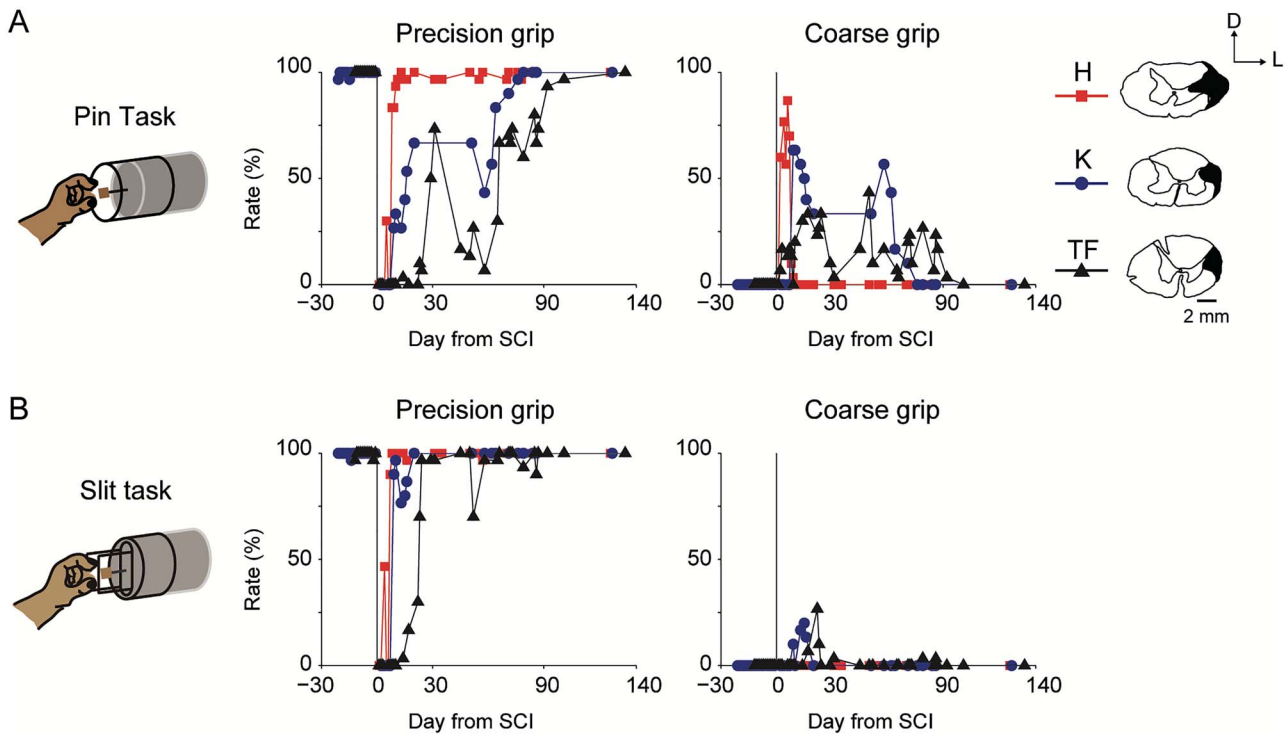 A
Precision grip
Coarse grip
D
L
H
K
TF
2 mm
Pin Task
Rate (%)
100
50
0
−30
0
30
90
140
Day from SCI
100
50
0
−30
0
30
90
140
Day from SCI
B
Precision grip
Coarse grip
Slit task
Rate (%)
100
50
0
−30
0
30
90
140
Day from SCI
100
50
0
−30
0
30
90
140
Day from SCI